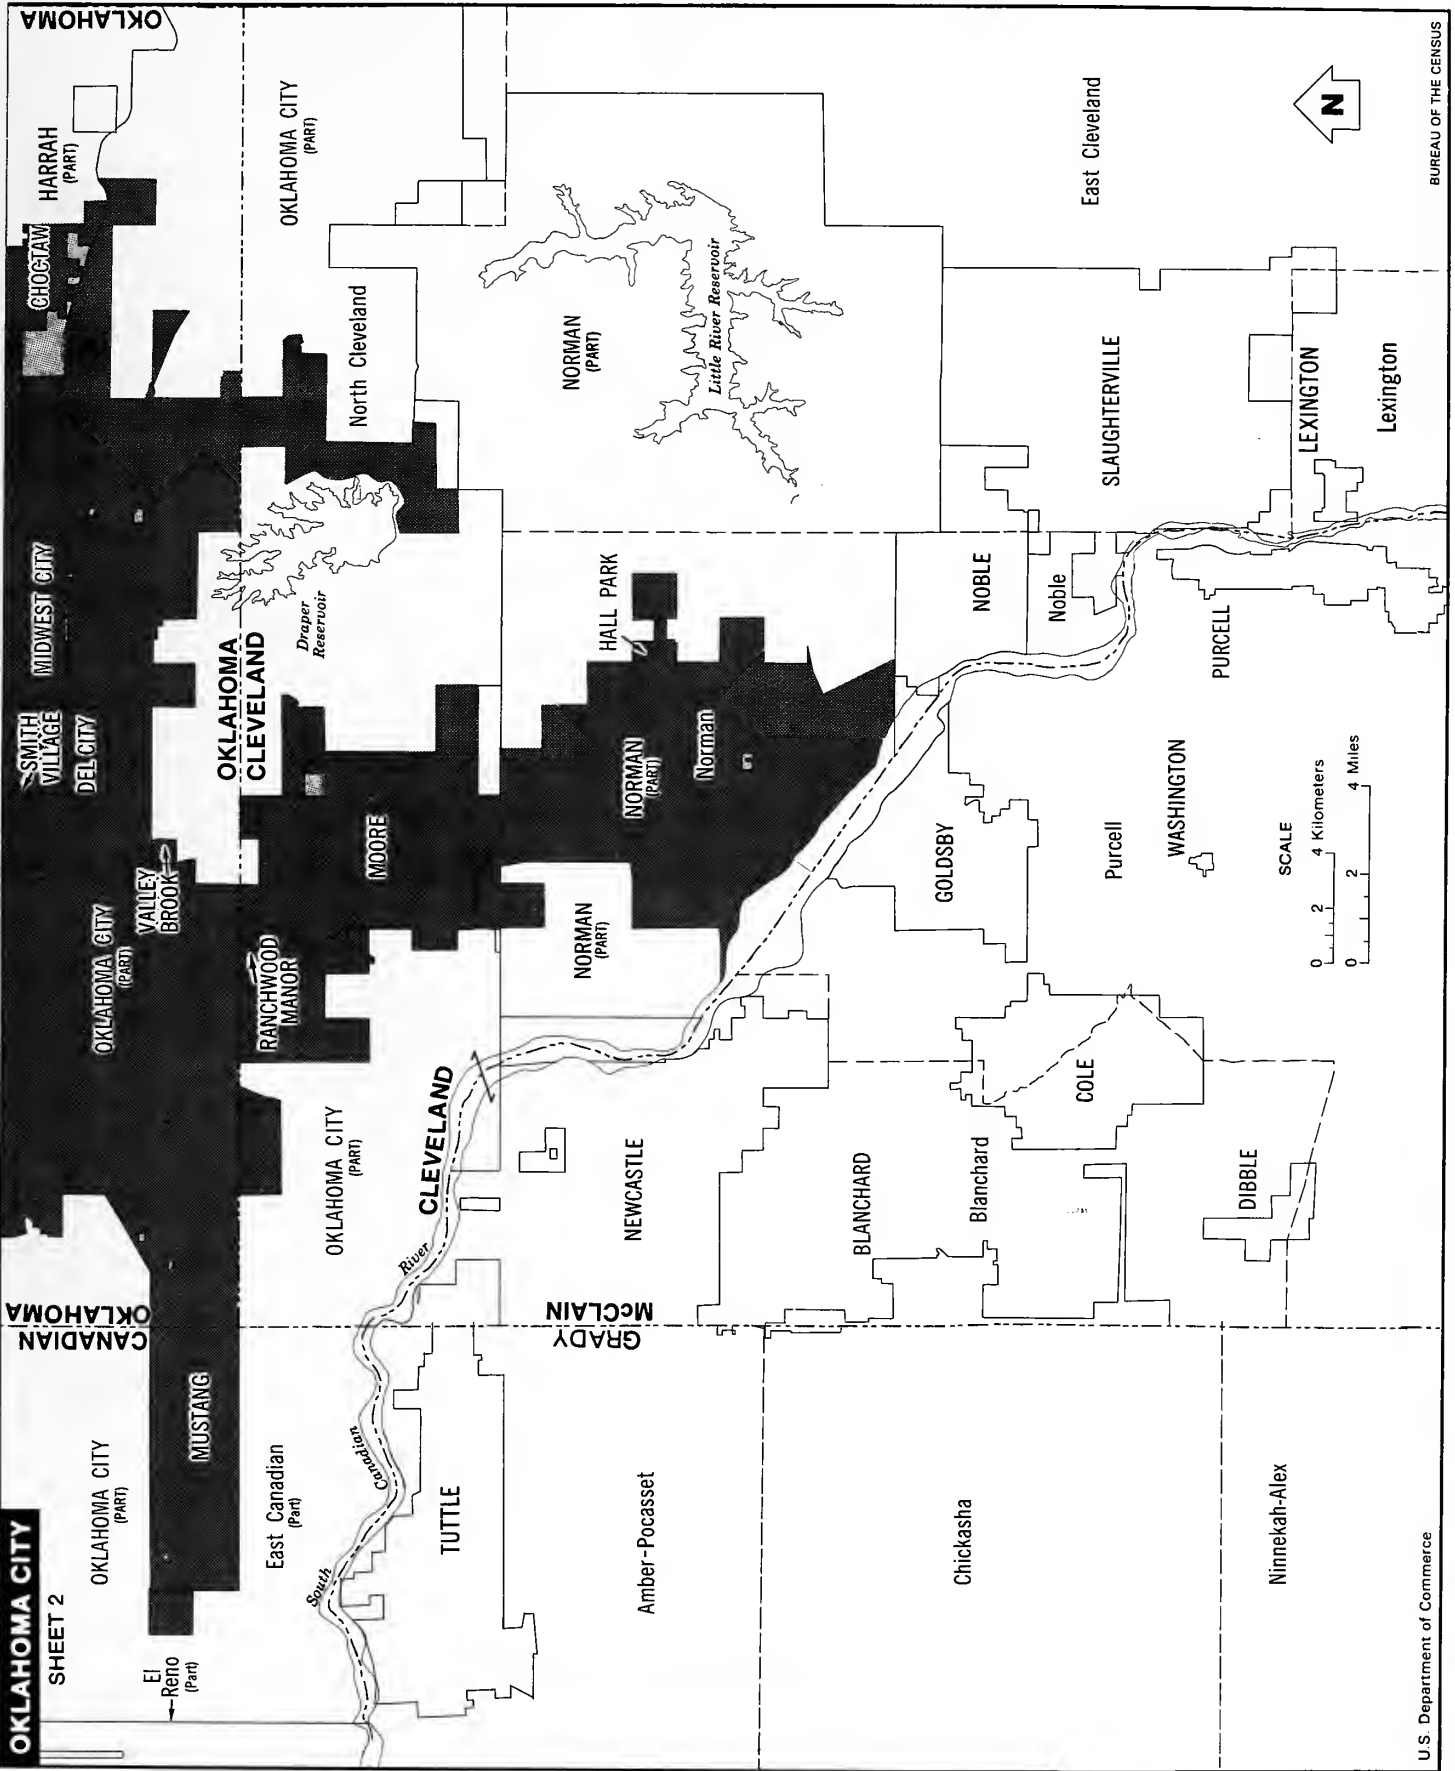 OKLAHOMA CITY
SHEET 2
El
Reno
(Part)
OKLAHOMA CITY
(PART)
MUSTANG
East Canadian
(Part)
South
Canadian
River
TUTTLE
Amber-Pocasset
Chickasha
Ninnekah-Alex
U.S. Department of Commerce
CANADIAN
OKLAHOMA
GRADY
McCLAIN
OKLAHOMA CITY
(PART)
CLEVELAND
NEWCASTLE
BLANCHARD
Blanchard
COLE
DIBBLE
OKLAHOMA CITY
(PART)
VALLEY
BROOK
RANCHWOOD
MANOR
MOORE
NORMAN
(PART)
NORMAN
(PART)
Norman
HALL PARK
GOLDSBY
Purcell
WASHINGTON
PURCELL
SCALE
0 2 4 Kilometers
0 2 4 Miles
SMITH
VILLAGE
DEL CITY
MIDWEST CITY
OKLAHOMA
CLEVELAND
Draper
Reservoir
NOBLE
Noble
CHOCTAW
HARRAH
(PART)
OKLAHOMA
OKLAHOMA CITY
(PART)
North Cleveland
NORMAN
(PART)
Little River Reservoir
SLAUGHTERVILLE
LEXINGTON
Lexington
East Cleveland
N
BUREAU OF THE CENSUS